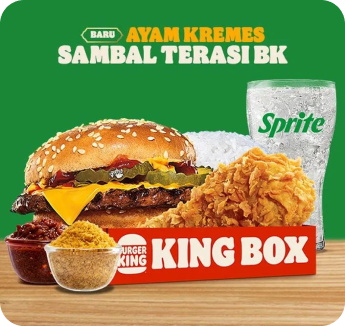 BARU AYAM KREMES
SAMBAL TERASI BK
Sprite
BURGER KING
KING BOX